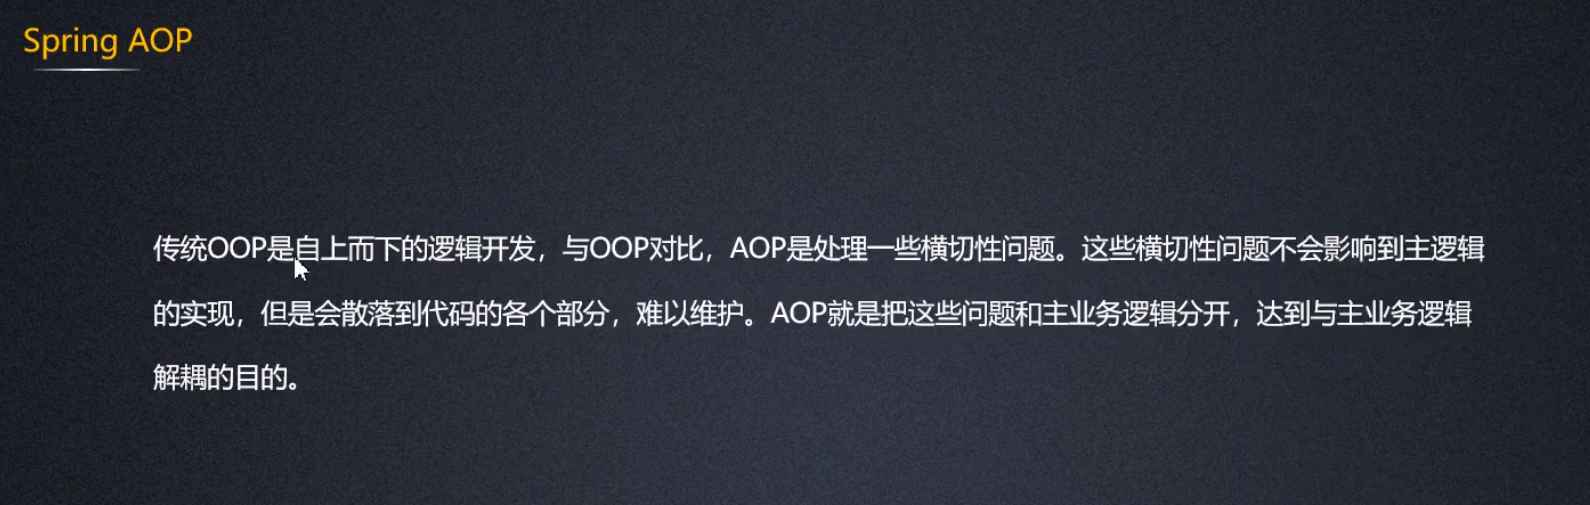 Spring AOP
传统OOP是自上而下的逻辑开发，与OOP对比，AOP是处理一些横切性问题。这些横切性问题不会影响到主逻辑
的实现，但是会散落到代码的各个部分，难以维护。AOP就是把这些问题和主业务逻辑分开，达到与主业务逻辑
解耦的目的。